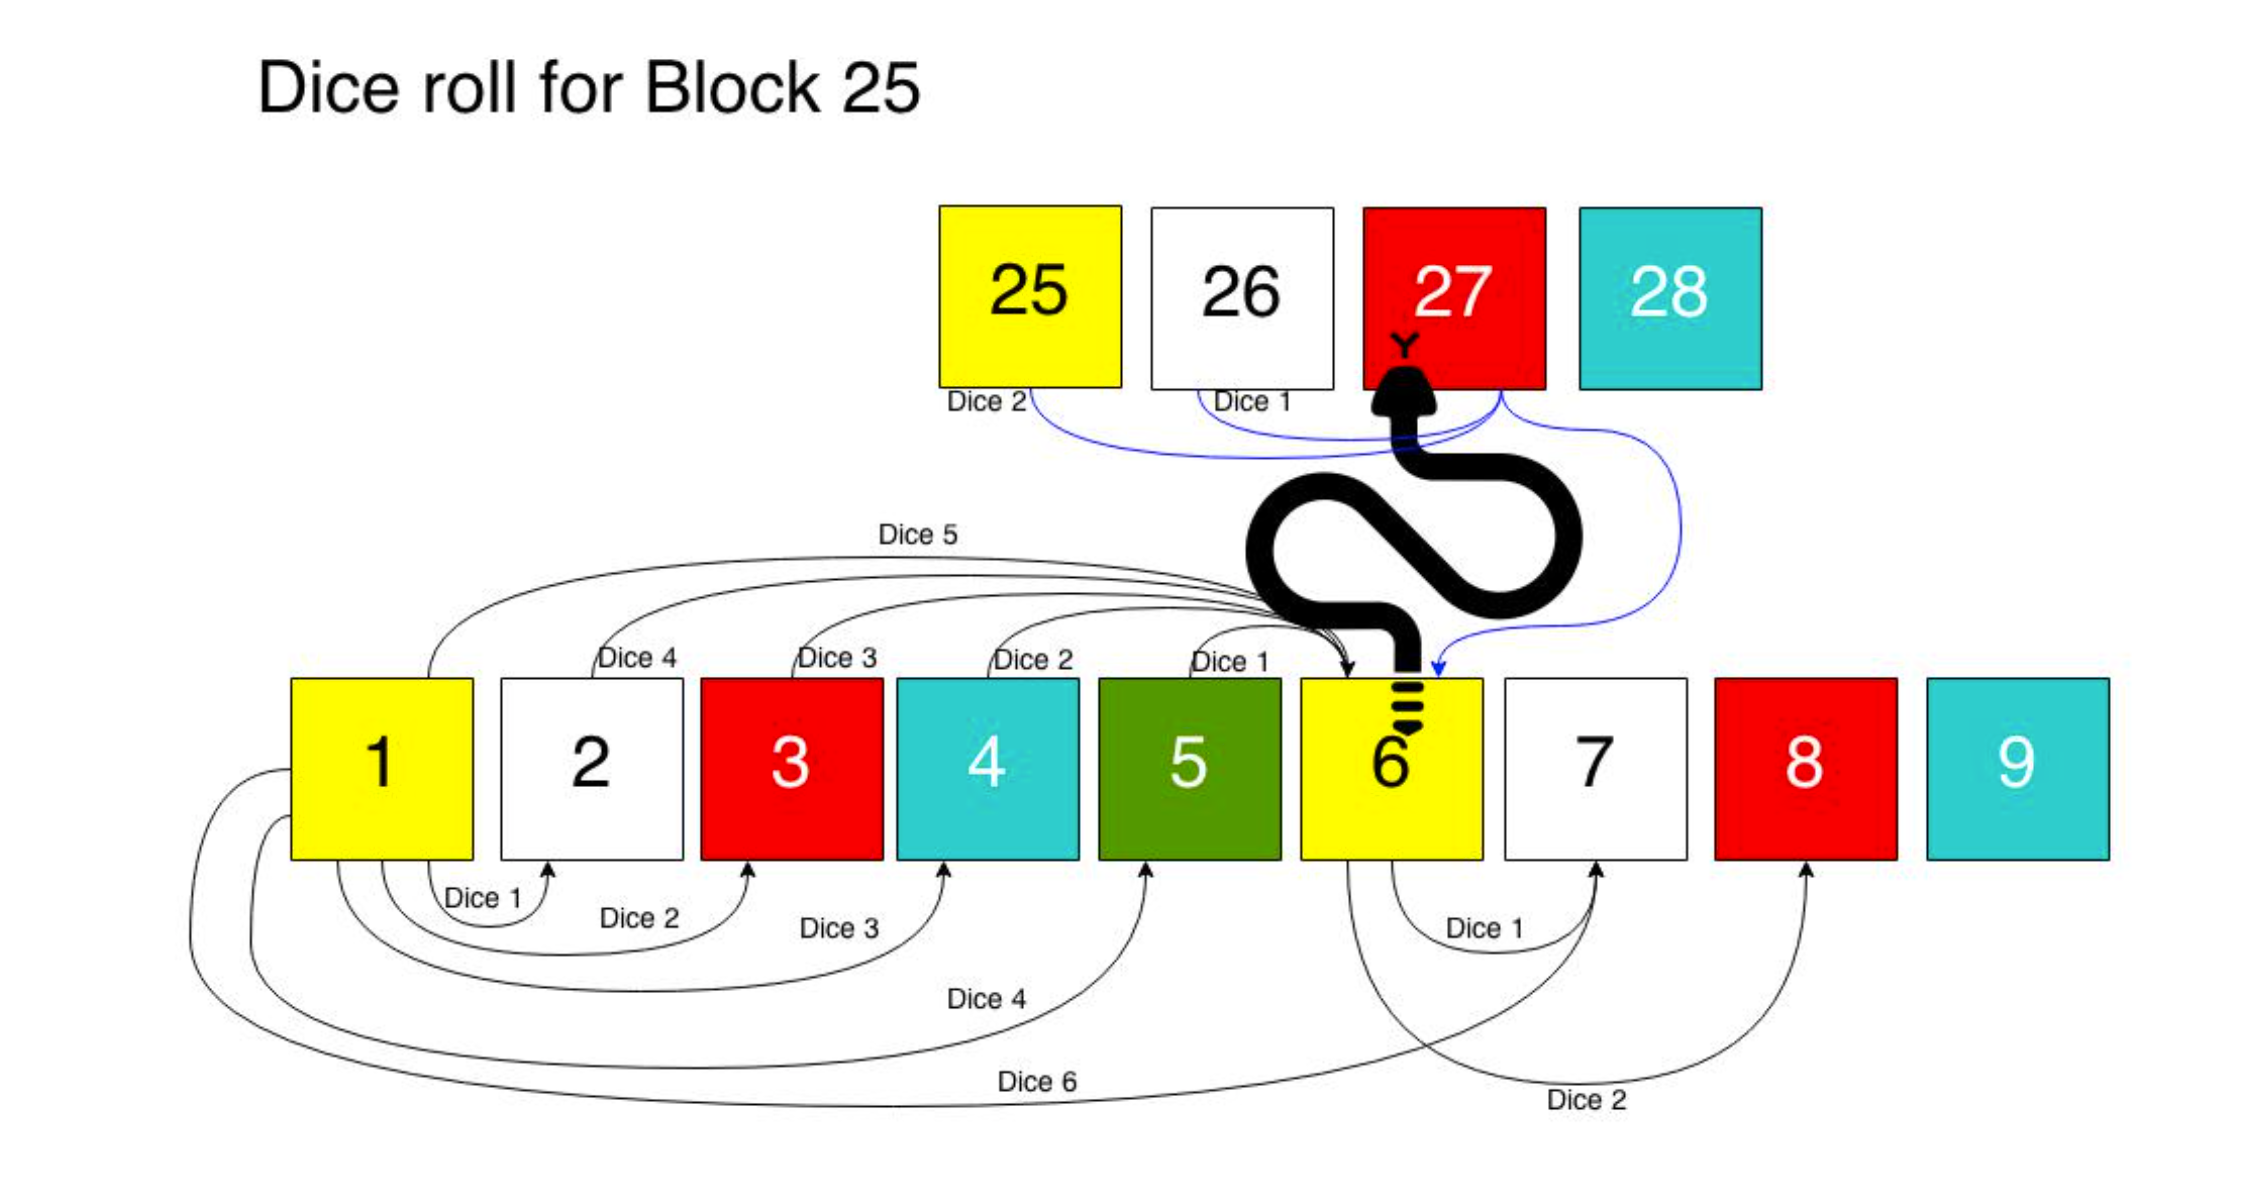 Dice roll for Block 25
25 26 27 28
Dice 2 Dice 1
Dice 5
Dice 4 Dice 3 Dice 2 Dice 1
1 2 3 4 5 6 7 8 9
Dice 1
Dice 2
Dice 3
Dice 1
Dice 4
Dice 6
Dice 2